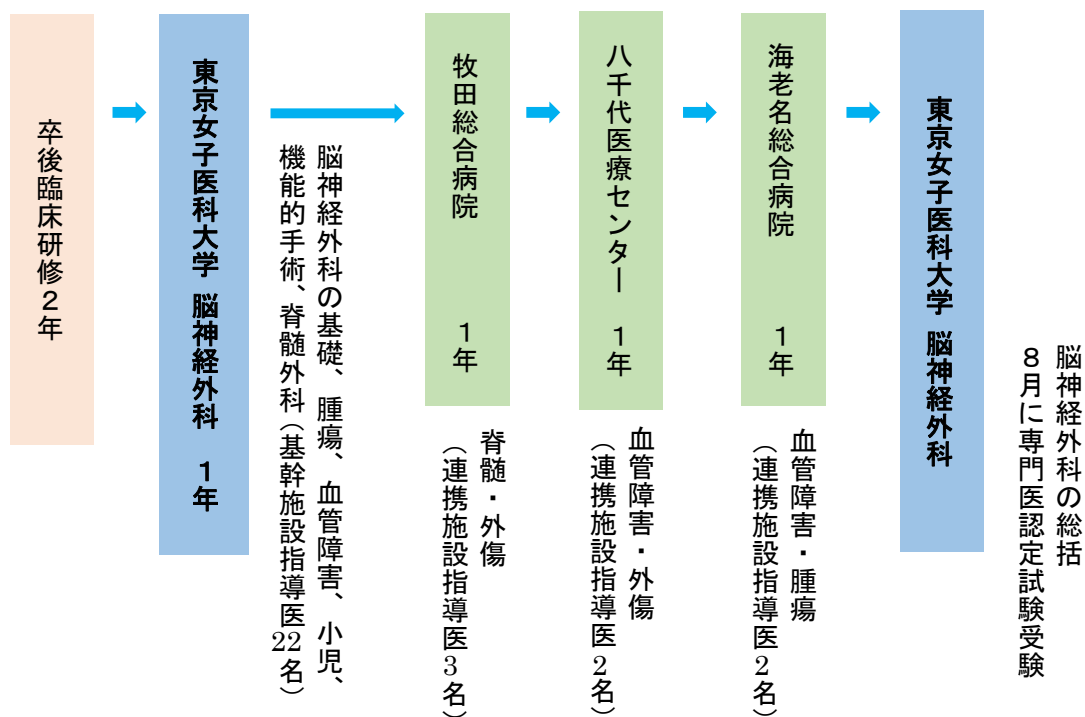 卒後臨床研修２年
東京女子医科大学 脳神経外科　１年
脳神経外科の基礎、腫瘍、血管障害、小児、
機能的手術、脊髄外科（基幹施設指導医22名）
牧田総合病院　１年
脊髄・外傷
（連携施設指導医3名）
八千代医療センター　１年
血管障害・外傷
（連携施設指導医2名）
海老名総合病院　１年
血管障害・腫瘍
（連携施設指導医2名）
東京女子医科大学 脳神経外科
脳神経外科の総括
８月に専門医認定試験受験